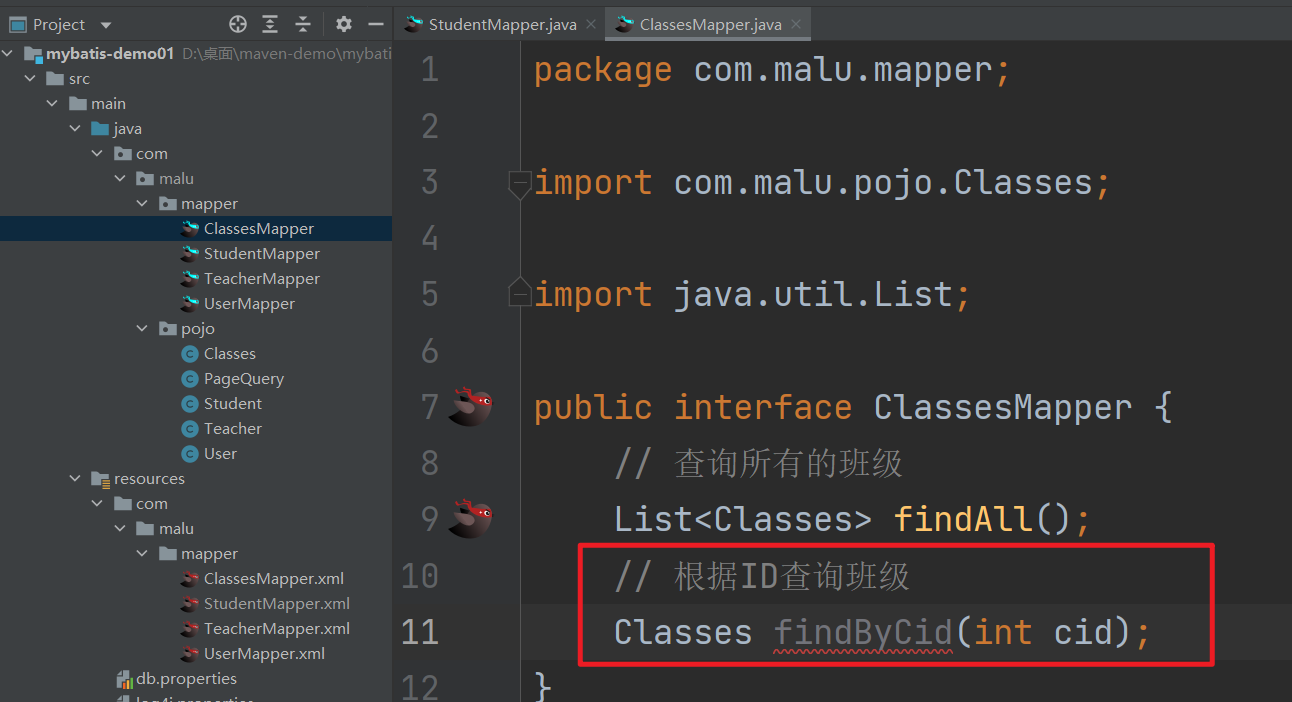 Project
mybatis-demo01 D:\桌面\maven-demo\mybati
src
main
java
com
malu
mapper
ClassesMapper
StudentMapper
TeacherMapper
UserMapper
pojo
Classes
PageQuery
Student
Teacher
User
resources
com
malu
mapper
ClassesMapper.xml
StudentMapper.xml
TeacherMapper.xml
UserMapper.xml
db.properties
log4j.properties
StudentMapper.java
ClassesMapper.java
1 package com.malu.mapper;
2
3 import com.malu.pojo.Classes;
4
5 import java.util.List;
6
7 public interface ClassesMapper {
8 // 查询所有的班级
9 List<Classes> findAll();
10 // 根据ID查询班级
11 Classes findByCid(int cid);
12 }